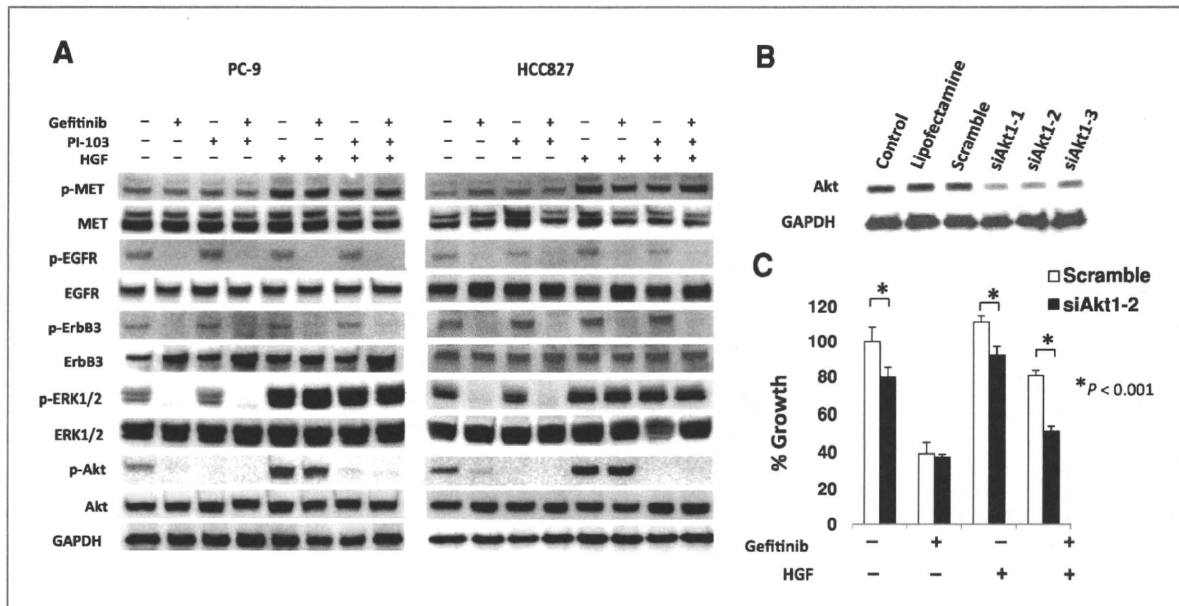 A
PC-9
HCC827
Gefitinib − + − + − + − + − + − + − + − +
PI-103 − − + + − − + + − − + + − − + +
HGF − − − − + + + + − − − − + + + +
p-MET
MET
p-EGFR
EGFR
p-ErbB3
ErbB3
p-ERK1/2
ERK1/2
p-Akt
Akt
GAPDH
B
Control Lipofectamine Scramble siAkt1-1 siAkt1-2 siAkt1-3
Akt
GAPDH
C
Scramble
siAkt1-2
* * *
*P < 0.001
% Growth
120
100
80
60
40
20
0
Gefitinib − + − +
HGF − − + +